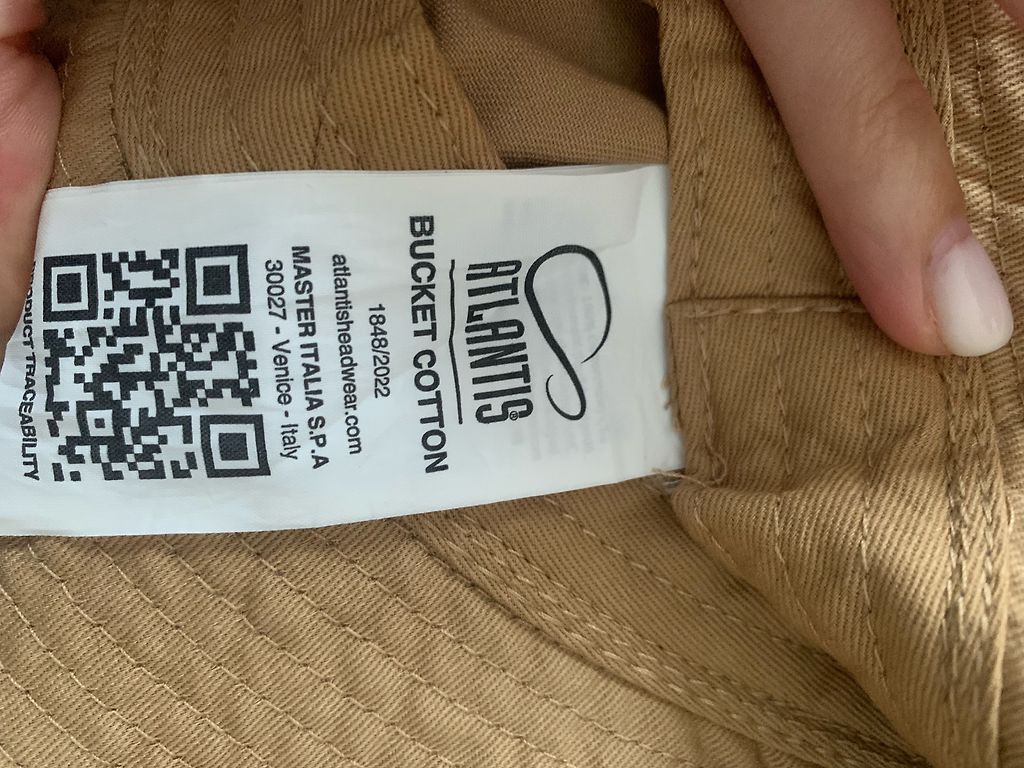 ATLANTIS®
BUCKET COTTON
1848/2022
atlantisheadwear.com
MASTER ITALIA S.P.A
30027 - Venice - Italy
PRODUCT TRACEABILITY